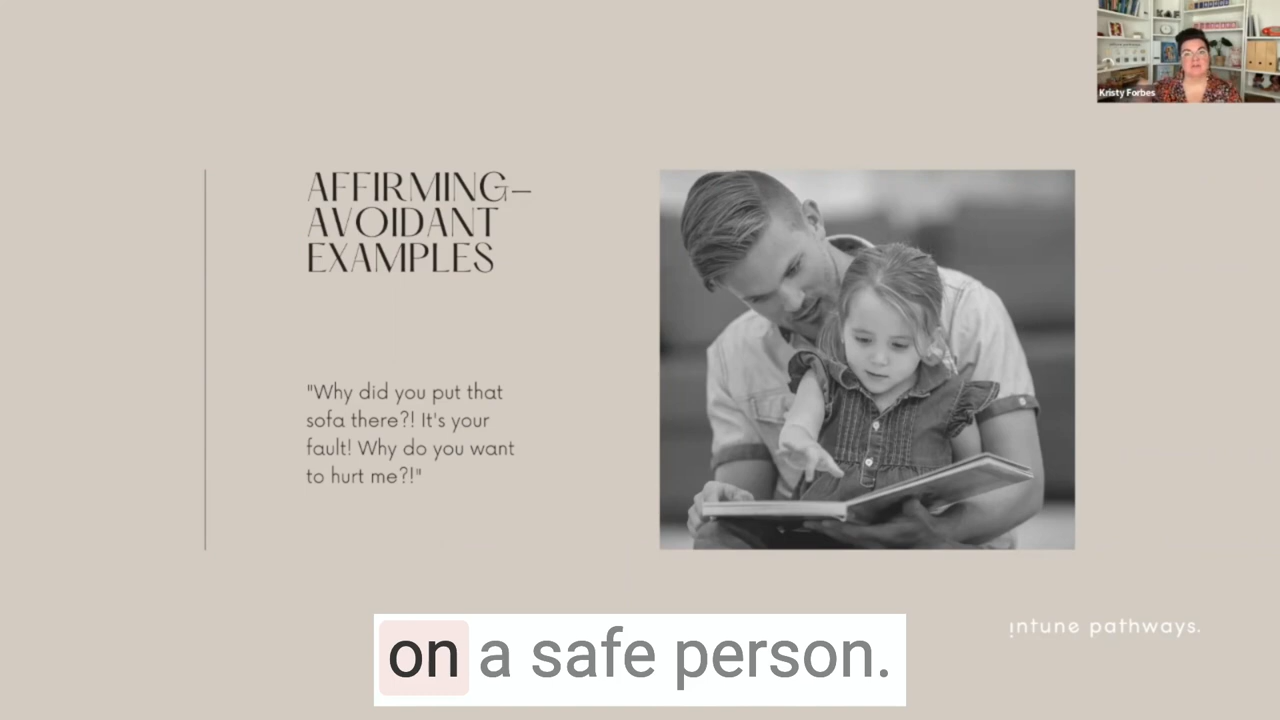 Kristy Forbes
AFFIRMING–
AVOIDANT
EXAMPLES
"Why did you put that
sofa there?! It's your
fault! Why do you want
to hurt me?!"
intune pathways.
on a safe person.